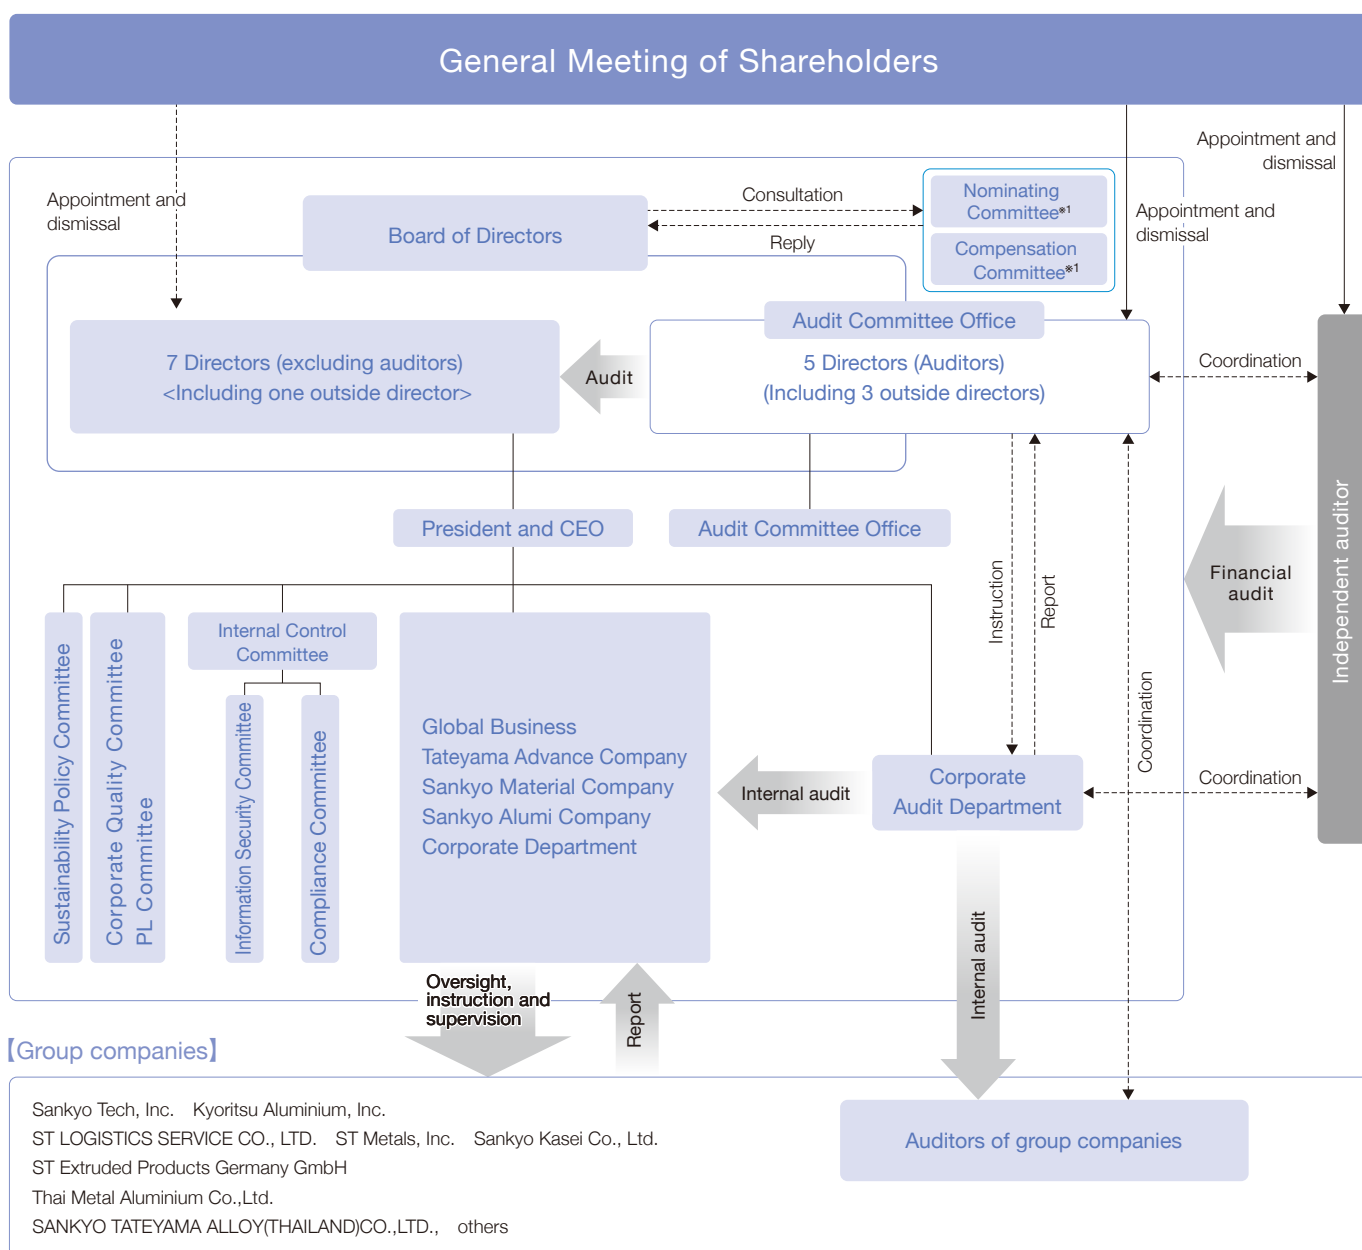 General Meeting of Shareholders
Appointment and
dismissal
Appointment and
dismissal
Appointment and
dismissal
Board of Directors
Consultation
Reply
Nominating
Committee※1
Compensation
Committee※1
Audit Committee Office
7 Directors (excluding auditors)
<Including one outside director>
Audit
5 Directors (Auditors)
(Including 3 outside directors)
Coordination
President and CEO
Audit Committee Office
Instruction
Report
Coordination
Financial
audit
Independent auditor
Sustainability Policy Committee
Corporate Quality Committee
PL Committee
Internal Control
Committee
Information Security Committee
Compliance Committee
Global Business
Tateyama Advance Company
Sankyo Material Company
Sankyo Alumi Company
Corporate Department
Internal audit
Corporate
Audit Department
Coordination
Internal audit
Oversight,
instruction and
supervision
Report
【Group companies】
Sankyo Tech, Inc. Kyoritsu Aluminium, Inc.
ST LOGISTICS SERVICE CO., LTD. ST Metals, Inc. Sankyo Kasei Co., Ltd.
ST Extruded Products Germany GmbH
Thai Metal Aluminium Co.,Ltd.
SANKYO TATEYAMA ALLOY(THAILAND)CO.,LTD., others
Auditors of group companies